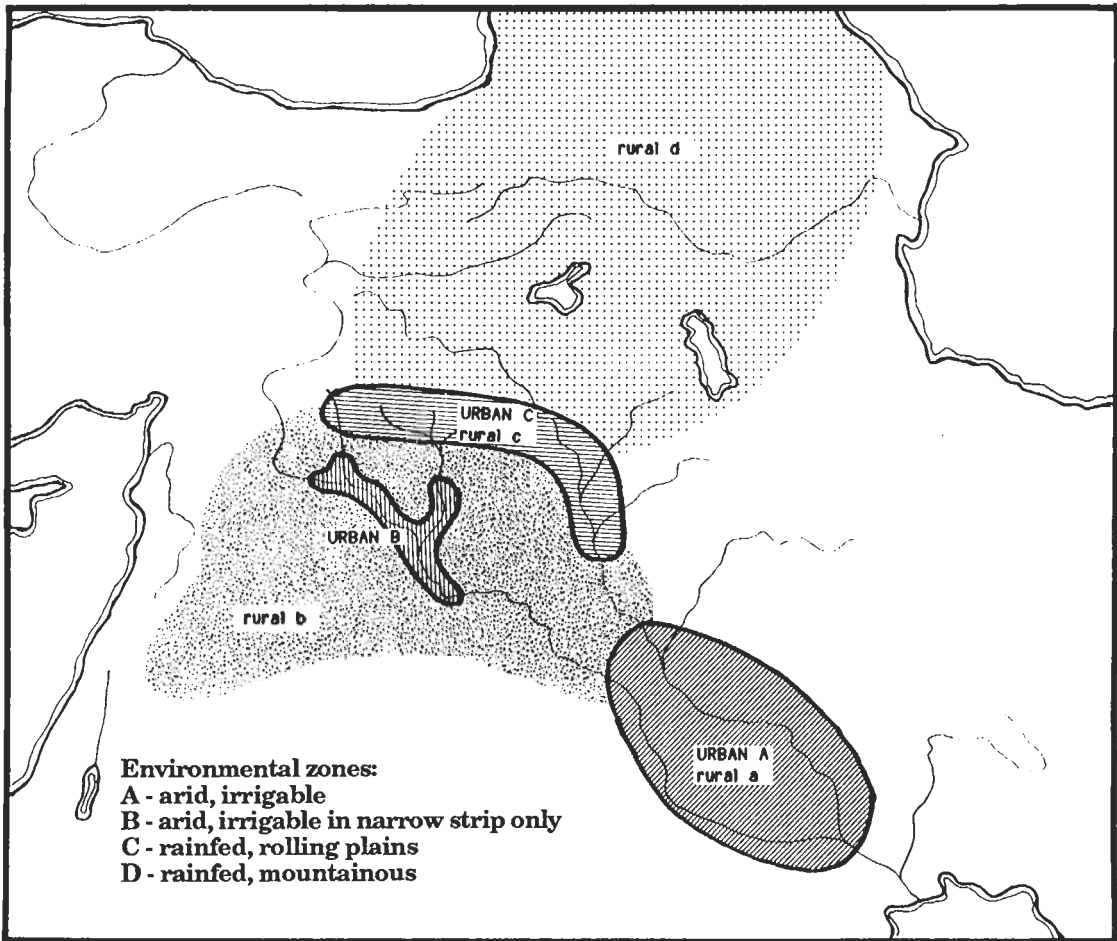 rural d
URBAN C
rural c
URBAN B
rural b
URBAN A
rural a
Environmental zones:
A - arid, irrigable
B - arid, irrigable in narrow strip only
C - rainfed, rolling plains
D - rainfed, mountainous